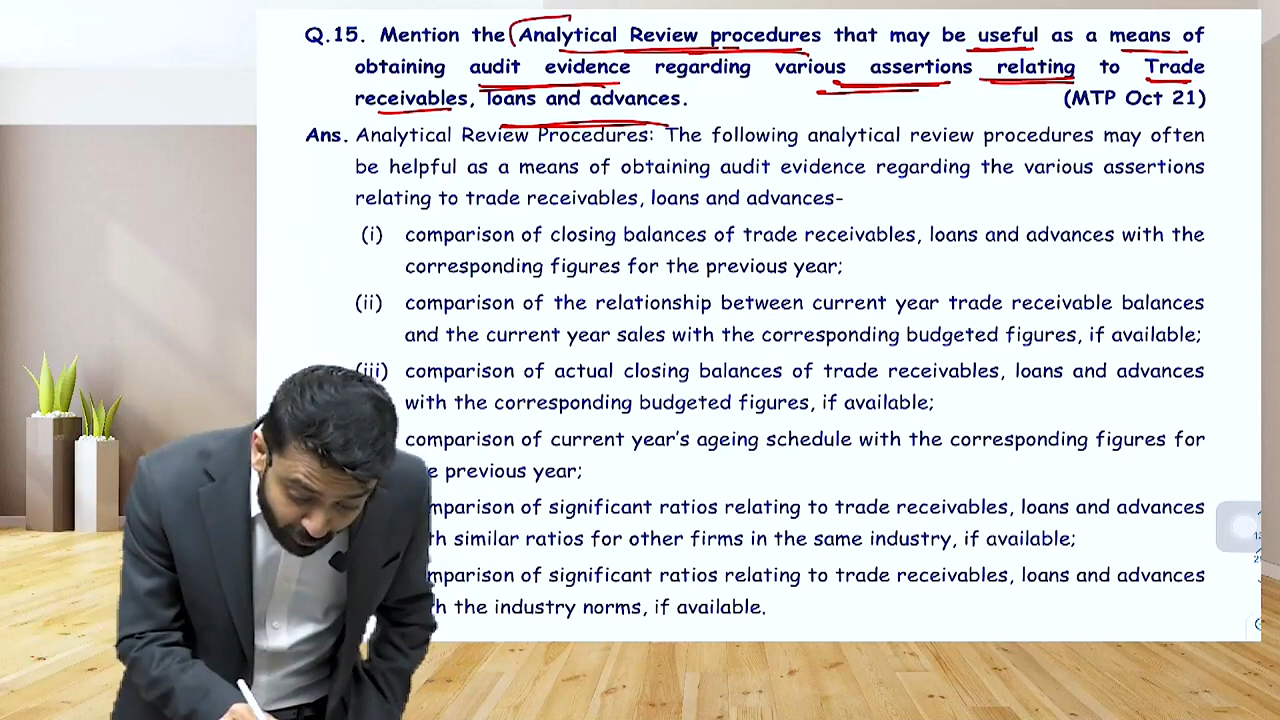 Q.15. Mention the Analytical Review procedures that may be useful as a means of
obtaining audit evidence regarding various assertions relating to Trade
receivables, loans and advances. (MTP Oct 21)
Ans. Analytical Review Procedures: The following analytical review procedures may often
be helpful as a means of obtaining audit evidence regarding the various assertions
relating to trade receivables, loans and advances-
(i) comparison of closing balances of trade receivables, loans and advances with the
corresponding figures for the previous year;
(ii) comparison of the relationship between current year trade receivable balances
and the current year sales with the corresponding budgeted figures, if available;
(iii) comparison of actual closing balances of trade receivables, loans and advances
with the corresponding budgeted figures, if available;
comparison of current year's ageing schedule with the corresponding figures for
previous year;
of significant ratios relating to trade receivables, loans and advances
similar ratios for other firms in the same industry, if available;
of significant ratios relating to trade receivables, loans and advances
the industry norms, if available.